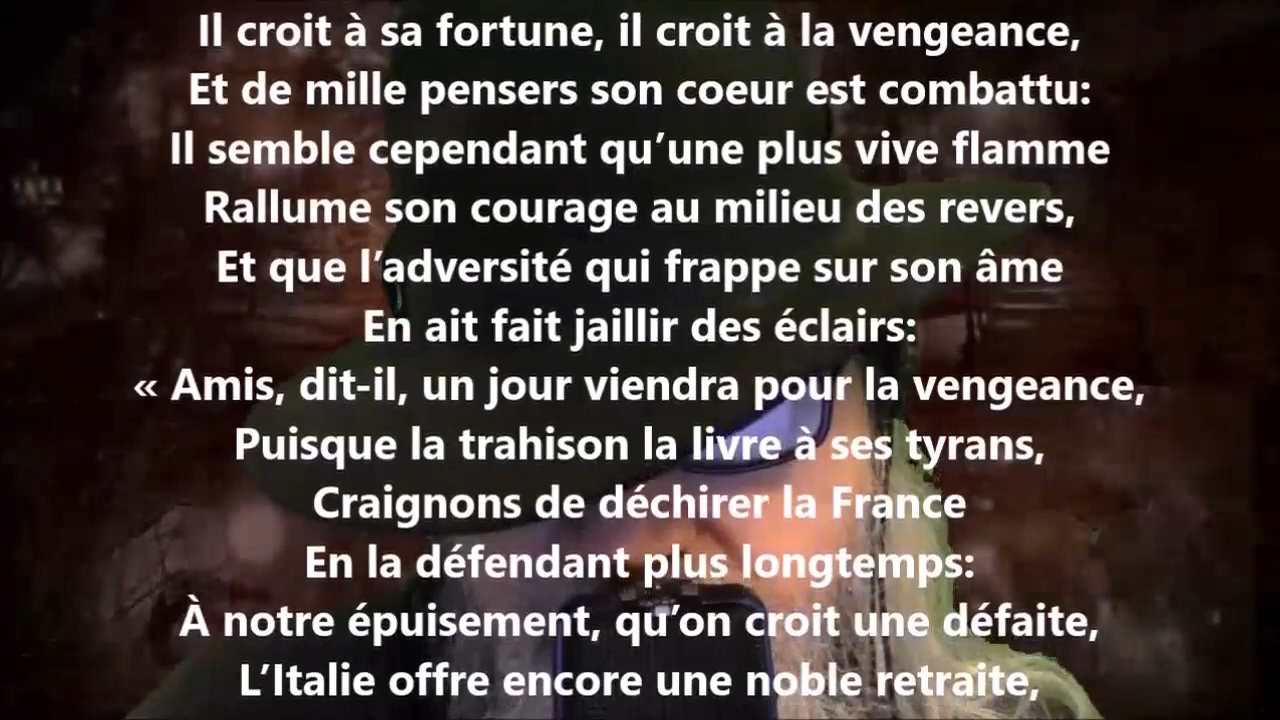 Il croit à sa fortune, il croit à la vengeance,
Et de mille pensers son coeur est combattu:
Il semble cependant qu’une plus vive flamme
Rallume son courage au milieu des revers,
Et que l’adversité qui frappe sur son âme
En ait fait jaillir des éclairs:
« Amis, dit-il, un jour viendra pour la vengeance,
Puisque la trahison la livre à ses tyrans,
Craignons de déchirer la France
En la défendant plus longtemps:
À notre épuisement, qu’on croit une défaite,
L’Italie offre encore une noble retraite,